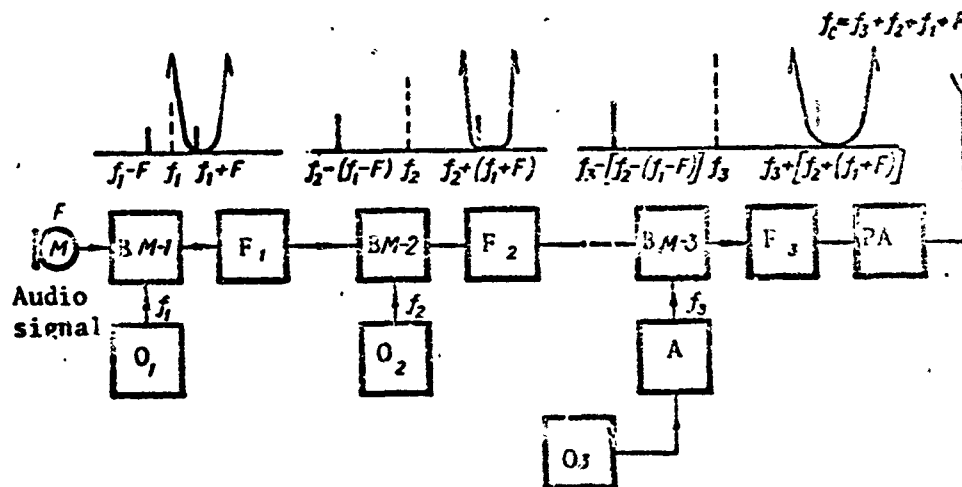 f_c = f_3 + f_2 + f_1 + F
f_1-F f_1 f_1+F
f_2-(f_1-F) f_2 f_2+(f_1+F)
f_3-[f_2-(f_1-F)] f_3 f_3+[f_2+(f_1+F)]
F
M BM-1 F_1 BM-2 F_2 BM-3 F_3 PA
Audio
signal
f_1 f_2 f_3
O_1 O_2 A
O3